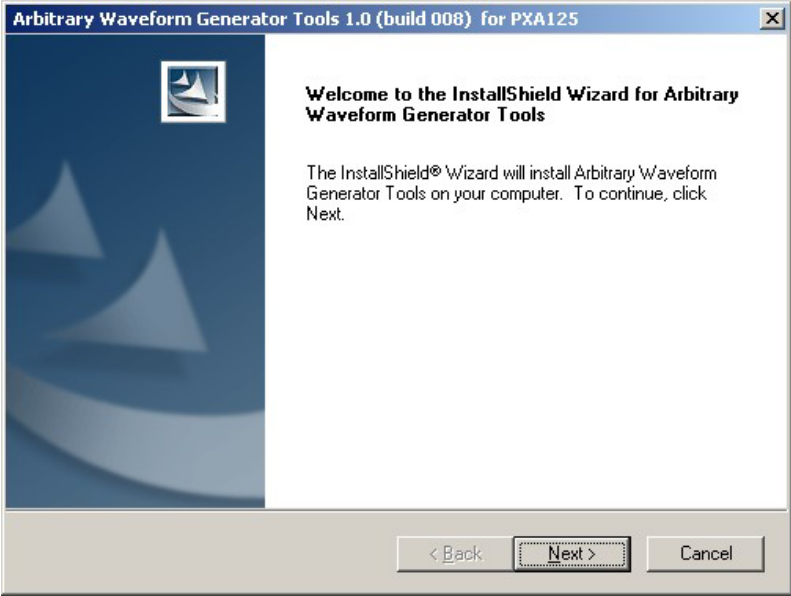 Arbitrary Waveform Generator Tools 1.0 (build 008) for PXA125
Welcome to the InstallShield Wizard for Arbitrary
Waveform Generator Tools
The InstallShield® Wizard will install Arbitrary Waveform
Generator Tools on your computer. To continue, click
Next.
< Back Next > Cancel